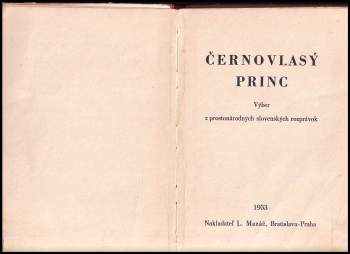 ČERNOVLASÝ
PRINC
Výber
z prostonárodných slovenských rozprávok
1933
Nakladateľ L. Mazáč, Bratislava-Praha